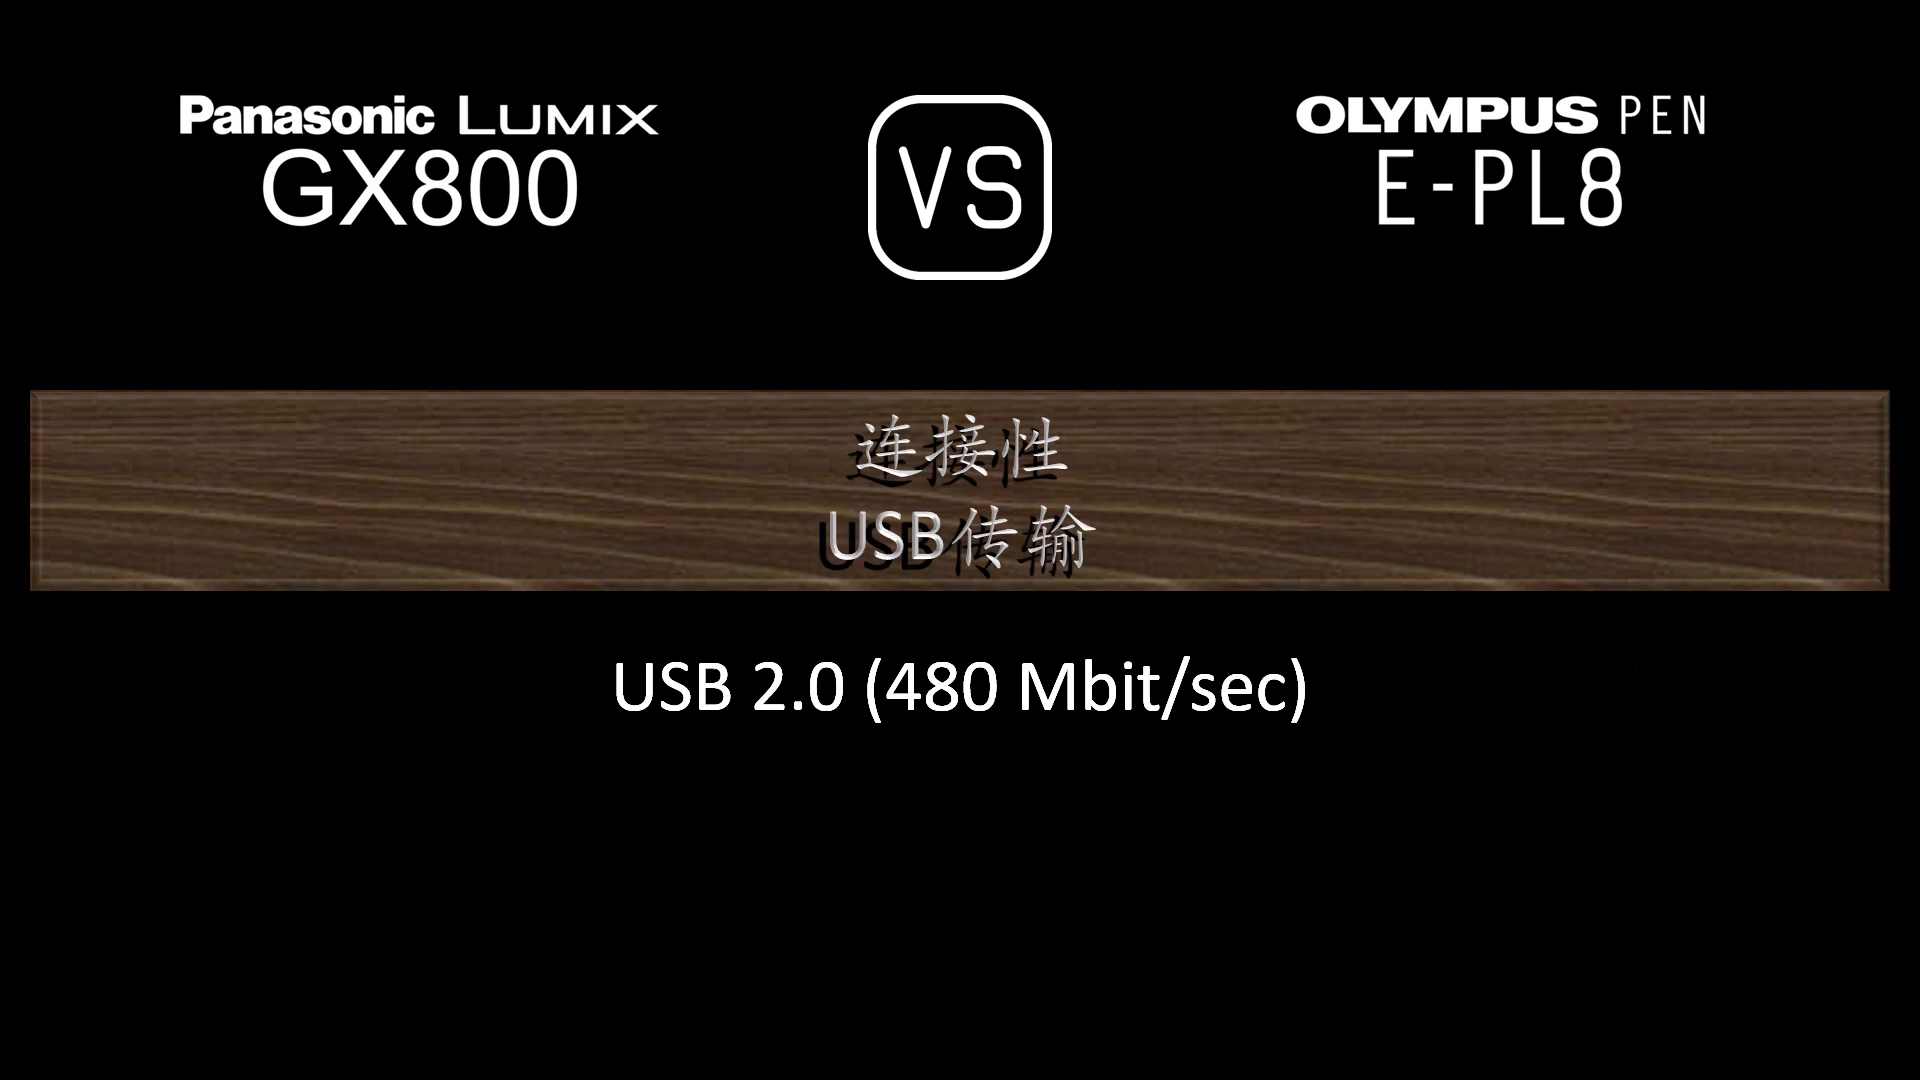 Panasonic LUMIX
GX800
VS
OLYMPUS PEN
E-PL8
连接性
USB传输
USB 2.0 (480 Mbit/sec)